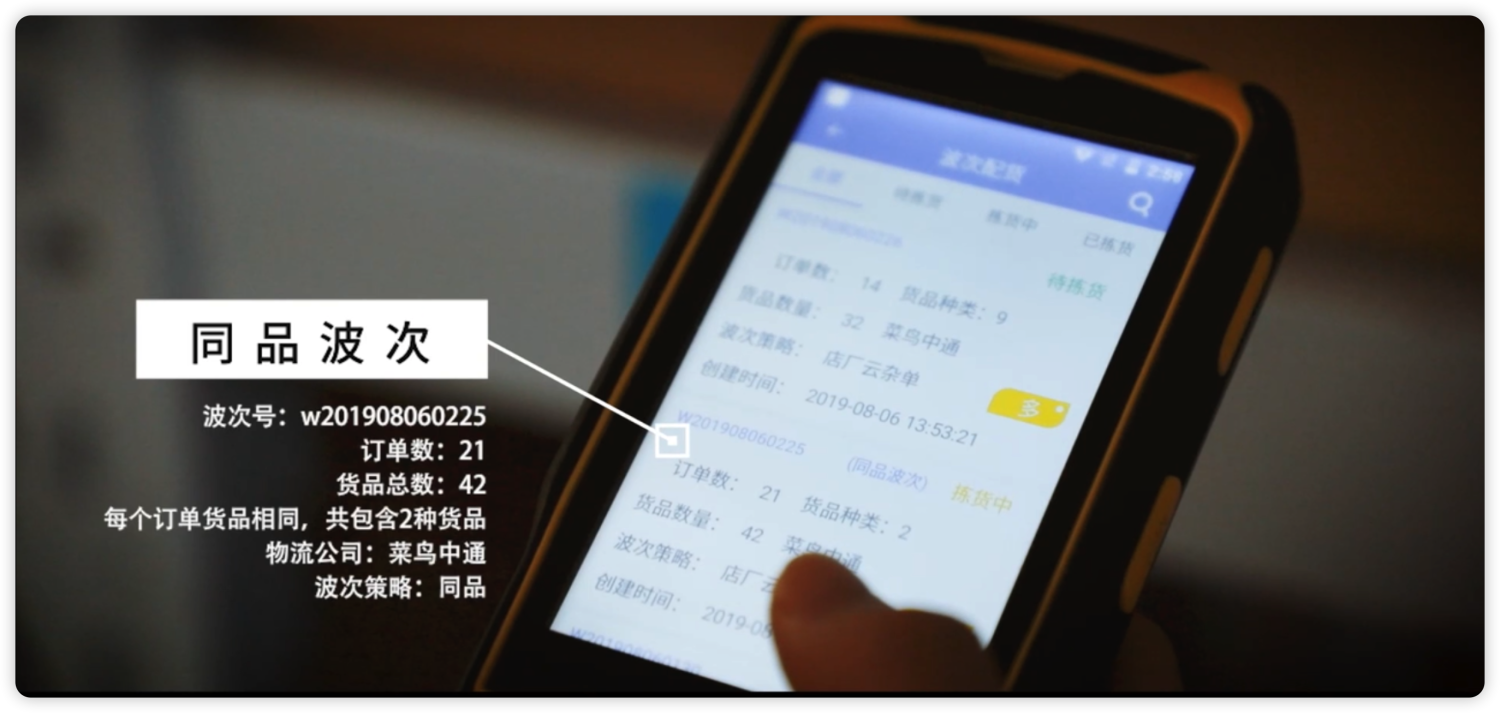 同品波次
波次号：w201908060225
订单数：21
货品总数：42
每个订单货品相同，共包含2种货品
物流公司：菜鸟中通
波次策略：同品
2:56
波次配货
全部 待拣货 拣货中 已拣货
待拣货
订单数： 14 货品种类：9
货品数量： 32 菜鸟中通
波次策略： 店厂云杂单
创建时间： 2019-08-06 13:53:21
多
W201908060225 (同品波次) 拣货中
订单数： 21 货品种类：2
货品数量： 42 菜鸟中通
波次策略： 店厂云
创建时间： 2019-08